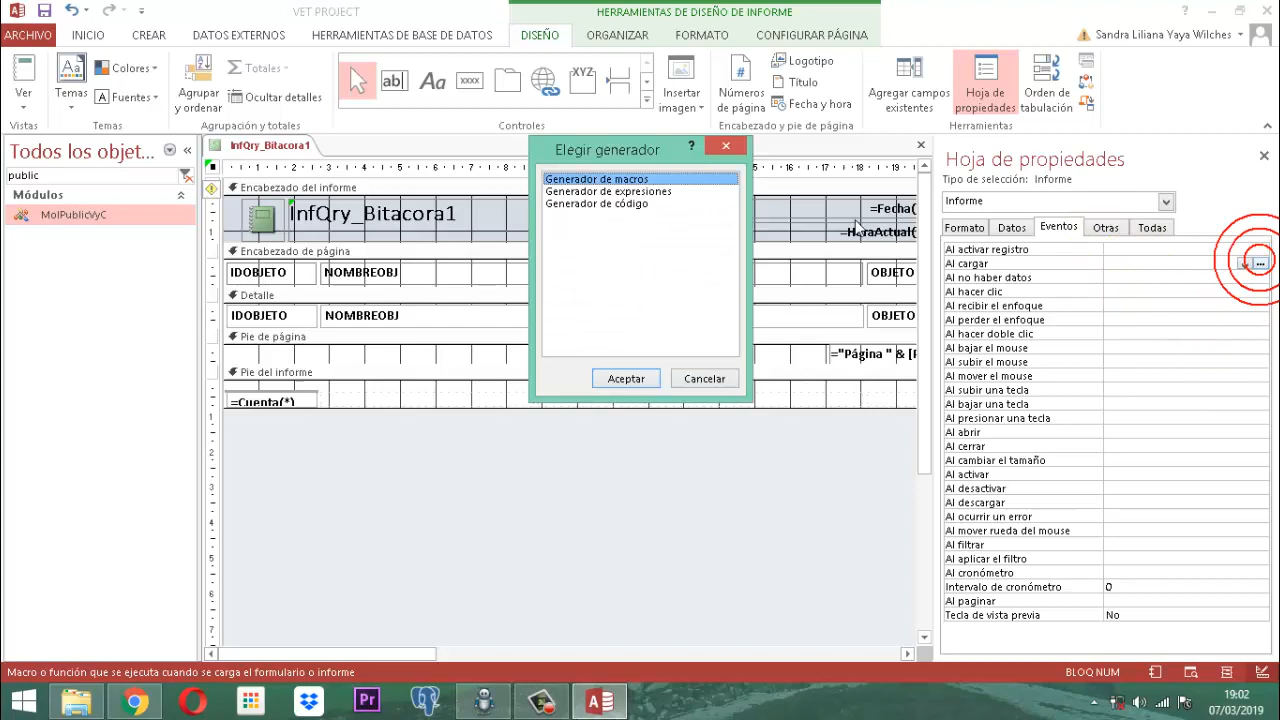 VET PROJECT
HERRAMIENTAS DE DISEÑO DE INFORME
?
ARCHIVO INICIO CREAR DATOS EXTERNOS HERRAMIENTAS DE BASE DE DATOS DISEÑO ORGANIZAR FORMATO CONFIGURAR PÁGINA
Sandra Liliana Yaya Wilches
Ver
Aa
Temas
Colores
A Fuentes
Agrupar y ordenar
Σ Totales
Ocultar detalles
ab|
Aa
xxxx
XYZ
Insertar imagen
#
Números de página
Logotipo
Título
Fecha y hora
Agregar campos existentes
Hoja de propiedades
Orden de tabulación
Vistas
Temas
Agrupación y totales
Controles
Encabezado y pie de página
Herramientas
Todos los objet... «
public
Módulos
MolPublicVyC
InfQry_Bitacora1
Encabezado del informe
InfQry_Bitacora1
=Fecha(
=HoraActual(
Encabezado de página
IDOBJETO NOMBREOBJ OBJETO
Detalle
IDOBJETO NOMBREOBJ OBJETO
Pie de página
="Página " & [P
Pie del informe
=Cuenta(*)
Elegir generador
?
Generador de macros
Generador de expresiones
Generador de código
Aceptar Cancelar
Hoja de propiedades
Tipo de selección: Informe
Informe
Formato Datos Eventos Otras Todas
Al activar registro
Al cargar
Al no haber datos
Al hacer clic
Al recibir el enfoque
Al perder el enfoque
Al hacer doble clic
Al bajar el mouse
Al subir el mouse
Al mover el mouse
Al subir una tecla
Al bajar una tecla
Al presionar una tecla
Al abrir
Al cerrar
Al cambiar el tamaño
Al activar
Al desactivar
Al descargar
Al ocurrir un error
Al mover rueda del mouse
Al filtrar
Al aplicar el filtro
Al cronómetro
Intervalo de cronómetro 0
Al paginar
Tecla de vista previa No
Macro o función que se ejecuta cuando se carga el formulario o informe
BLOQ NUM
Pr
19:02
07/03/2019